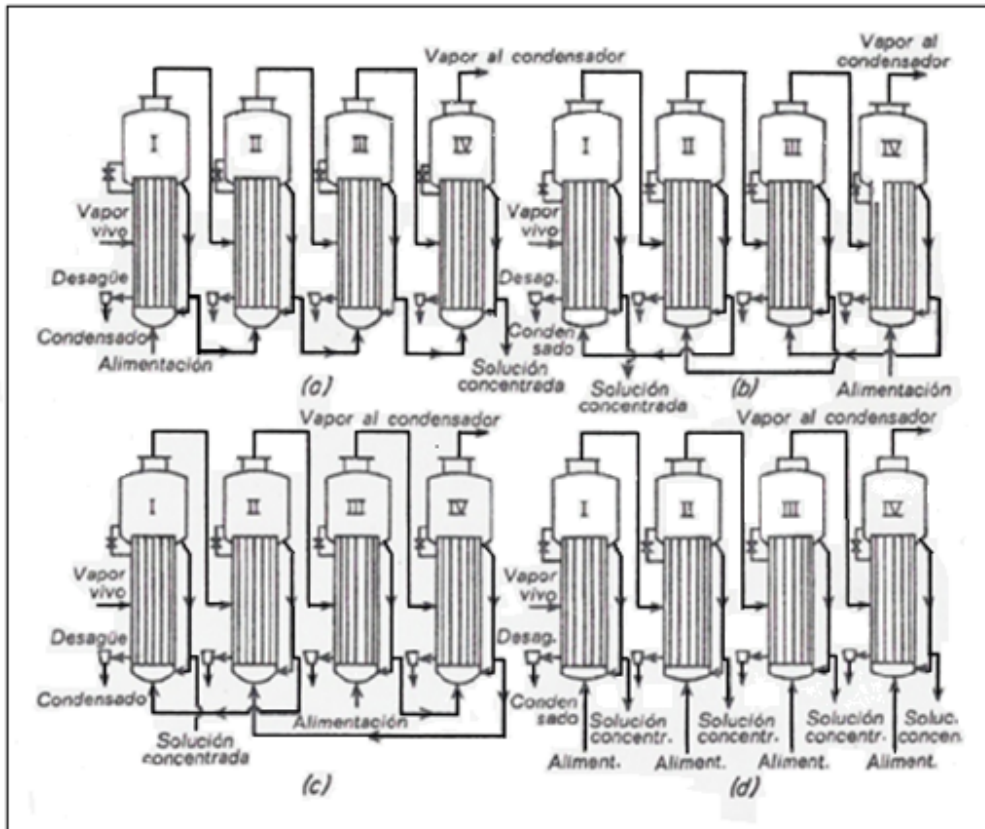 Vapor al condensador
I
II
III
IV
Vapor
vivo
Desagüe
Condensado
Alimentación
Solución
concentrada
(a)
Vapor al
condensador
I
II
III
IV
Vapor
vivo
Desag.
Conden
sado
Solución
concentrada
Alimentación
(b)
Vapor al condensador
I
II
III
IV
Vapor
vivo
Desagüe
Condensado
Solución
concentrada
Alimentación
(c)
Vapor al condensador
I
II
III
IV
Vapor
vivo
Desag.
Conden
sado
Solución
concentr.
Solución
concentr.
Solución
concentr.
Soluc.
concen.
Aliment.
Aliment.
Aliment.
Aliment.
(d)